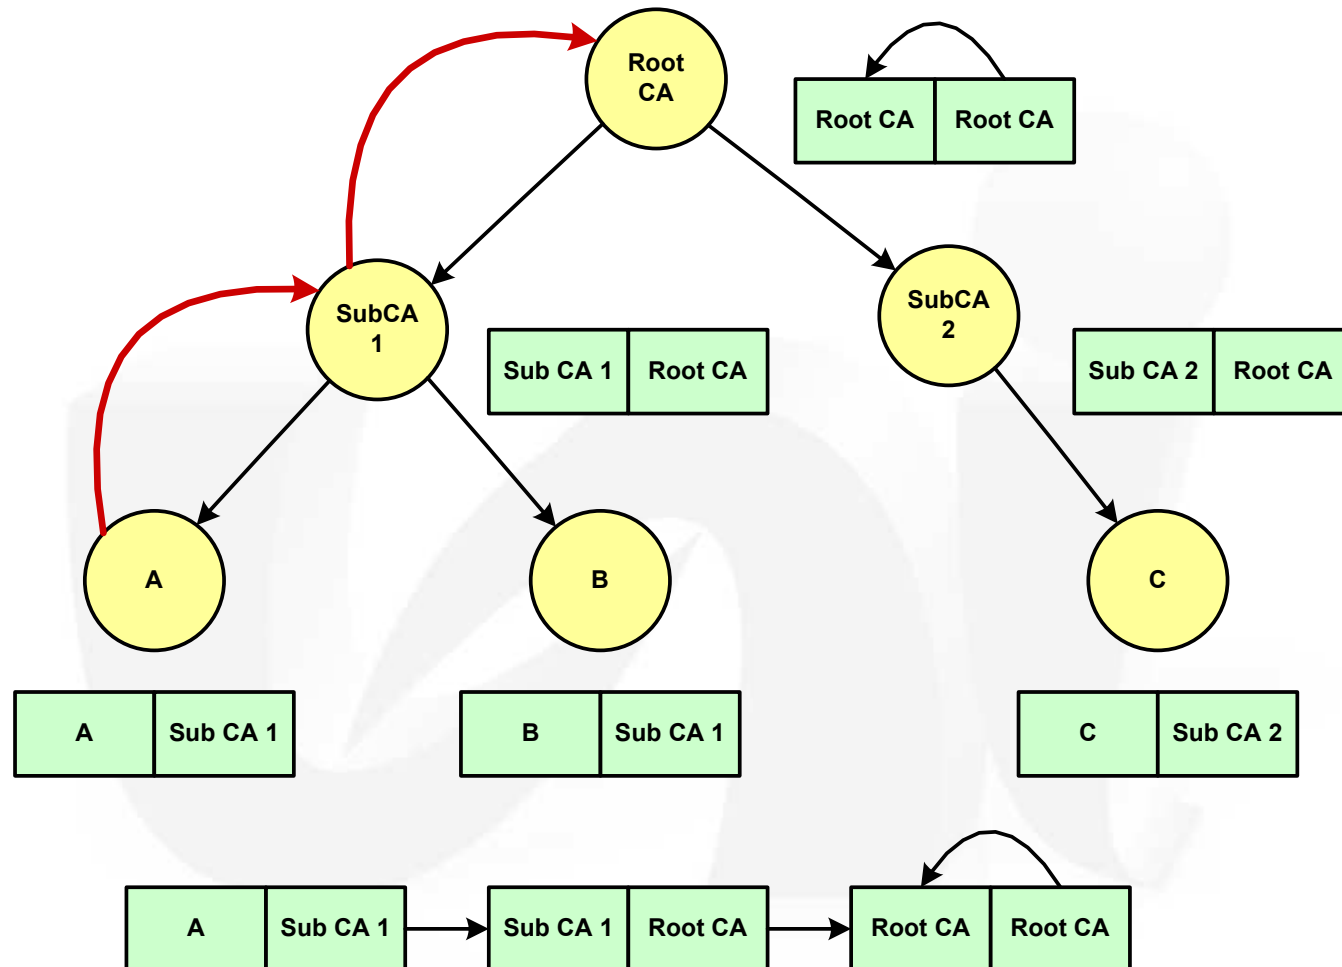 Root
CA
Root CA Root CA
SubCA
1
SubCA
2
Sub CA 1 Root CA
Sub CA 2 Root CA
A
B
C
A Sub CA 1
B Sub CA 1
C Sub CA 2
A Sub CA 1 Sub CA 1 Root CA Root CA Root CA